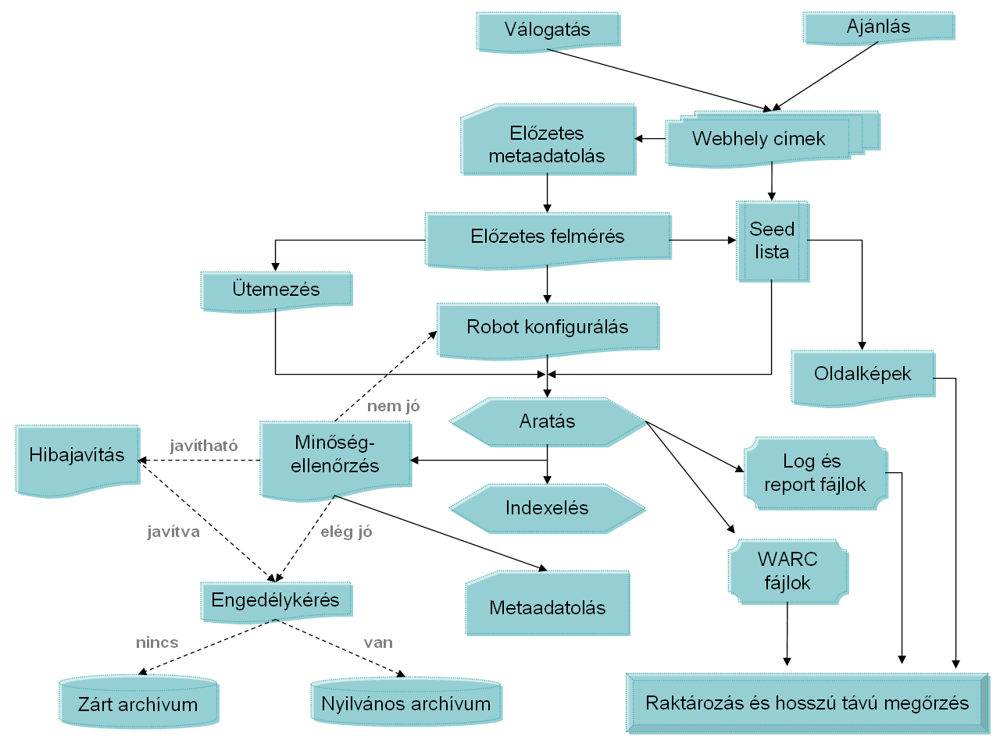 Válogatás
Ajánlás
Előzetes
metaadatolás
Webhely címek
Előzetes felmérés
Seed
lista
Ütemezés
Robot konfigurálás
Oldalképek
nem jó
Aratás
Hibajavítás
javítható
Minőség-
ellenőrzés
Log és
report fájlok
Indexelés
javítva
elég jó
WARC
fájlok
Engedélykérés
Metaadatolás
nincs
van
Zárt archívum
Nyilvános archívum
Raktározás és hosszú távú megőrzés